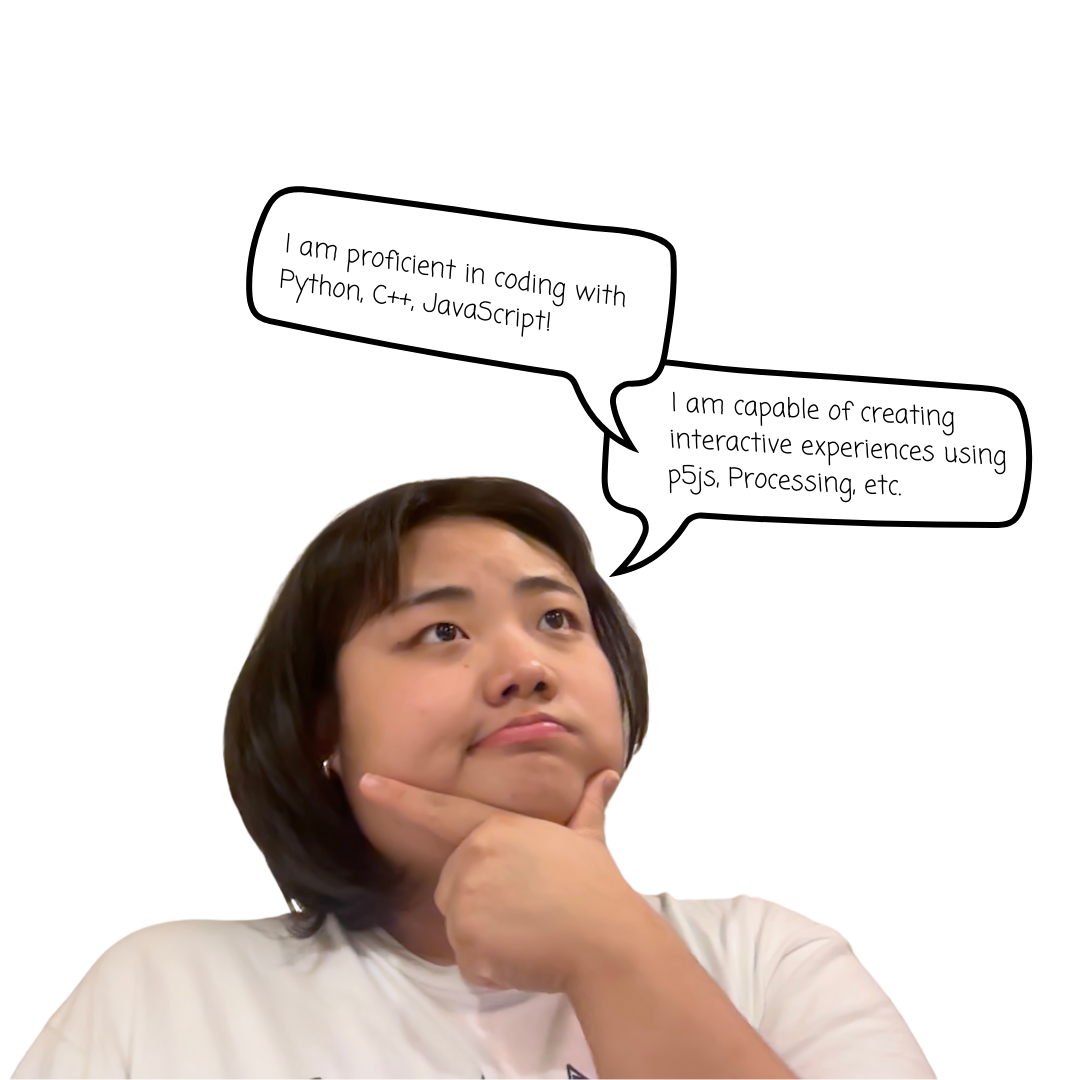 I am proficient in coding with
Python, C++, JavaScript!
I am capable of creating
interactive experiences using
p5js, Processing, etc.